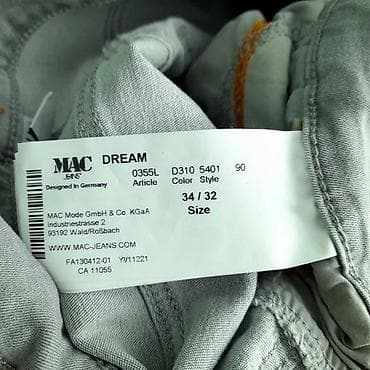 MAC DREAM
JEANS
0355L D310 5401 90
Article Color Style
Designed In Germany
34 / 32
Size
MAC Mode GmbH & Co. KGaA
Industriestrasse 2
93192 Wald/Roßbach
WWW.MAC-JEANS.COM
FA130412-01 YI/11221
CA 11055